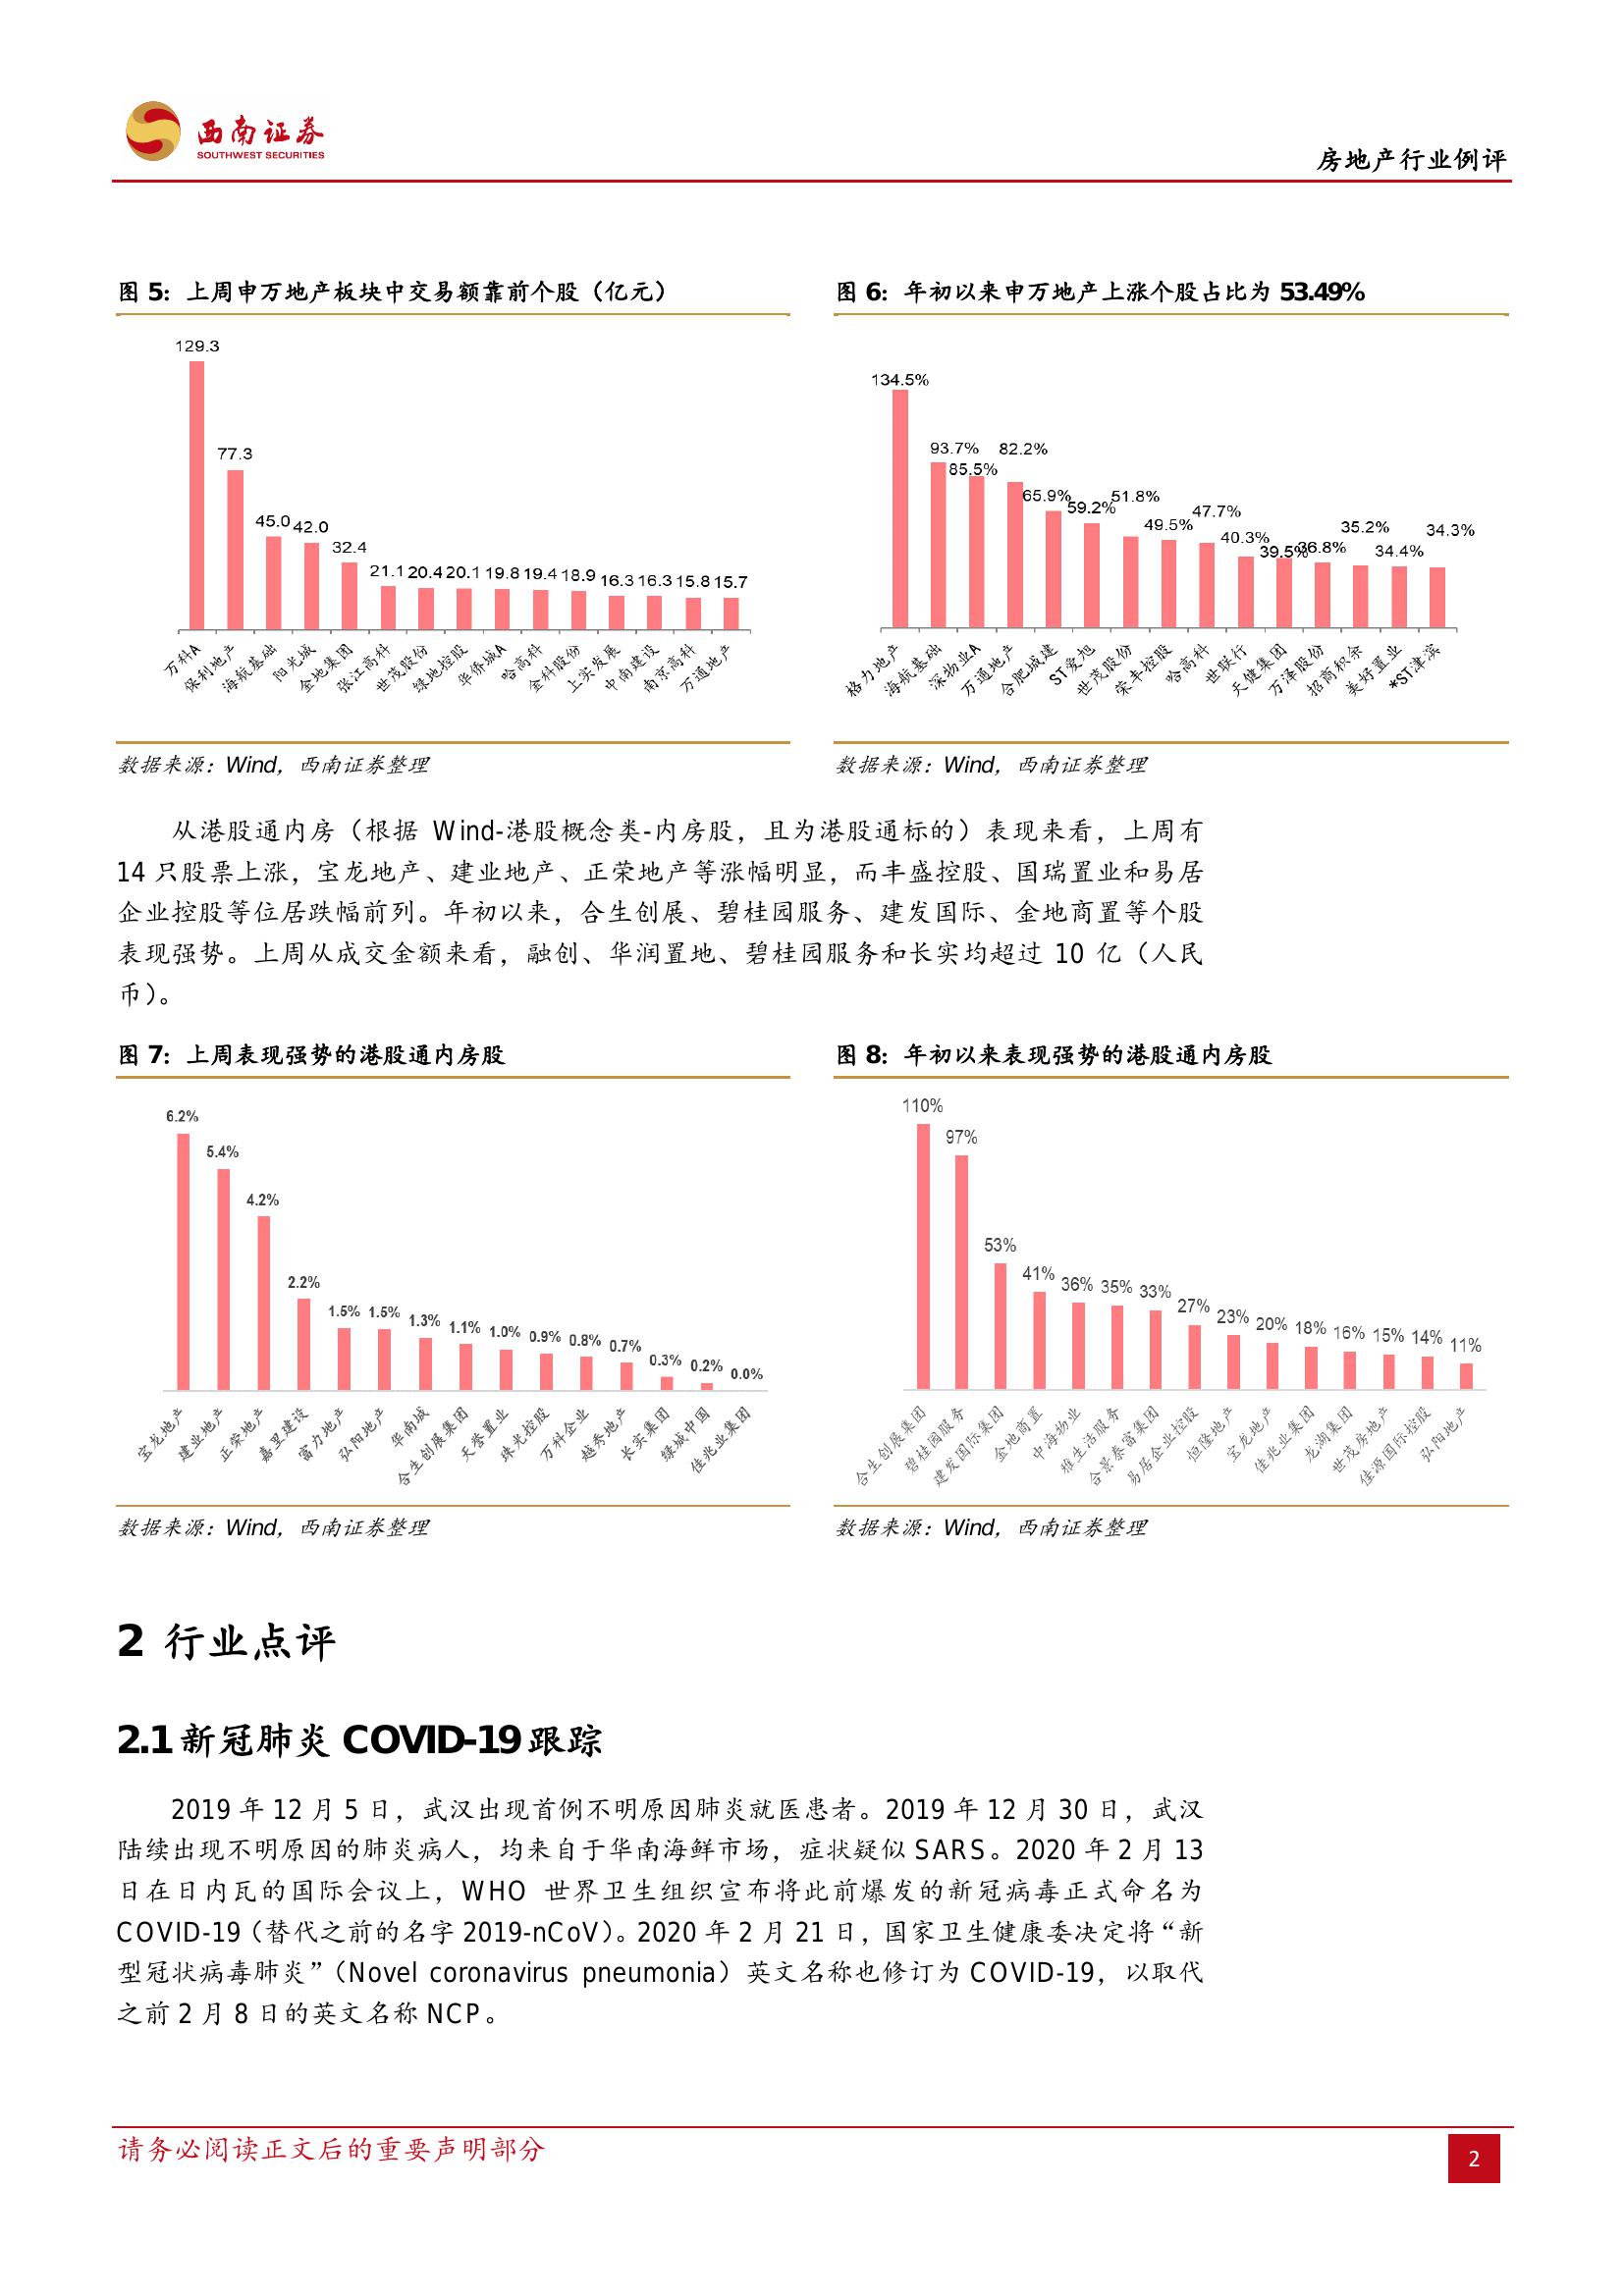 西南证券
SOUTHWEST SECURITIES
房地产行业例评
图 5：上周申万地产板块中交易额靠前个股（亿元）
129.3
77.3
45.0
42.0
32.4
21.1
20.4
20.1
19.8
19.4
18.9
16.3
16.3
15.8
15.7
万科A
保利地产
海航基础
阳光城
金地集团
张江高科
世茂股份
绿地控股
华侨城A
哈高科
金科股份
上实发展
中南建设
南京高科
万通地产
数据来源：Wind，西南证券整理
图 6：年初以来申万地产上涨个股占比为 53.49%
134.5%
93.7%
85.5%
82.2%
65.9%
59.2%
51.8%
49.5%
47.7%
40.3%
39.5%
36.8%
35.2%
34.4%
34.3%
格力地产
海航基础
深物业A
万通地产
合肥城建
ST爱旭
世茂股份
荣丰控股
哈高科
世联行
天健集团
万泽股份
招商积余
美好置业
*ST津滨
数据来源：Wind，西南证券整理
从港股通内房（根据 Wind-港股概念类-内房股，且为港股通标的）表现来看，上周有
14 只股票上涨，宝龙地产、建业地产、正荣地产等涨幅明显，而丰盛控股、国瑞置业和易居
企业控股等位居跌幅前列。年初以来，合生创展、碧桂园服务、建发国际、金地商置等个股
表现强势。上周从成交金额来看，融创、华润置地、碧桂园服务和长实均超过 10 亿（人民
币）。
图 7：上周表现强势的港股通内房股
6.2%
5.4%
4.2%
2.2%
1.5%
1.5%
1.3%
1.1%
1.0%
0.9%
0.8%
0.7%
0.3%
0.2%
0.0%
宝龙地产
建业地产
正荣地产
嘉里建设
富力地产
弘阳地产
华南城
合生创展集团
天誉置业
珠光控股
万科企业
越秀地产
长实集团
绿城中国
佳兆业集团
数据来源：Wind，西南证券整理
图 8：年初以来表现强势的港股通内房股
110%
97%
53%
41%
36%
35%
33%
27%
23%
20%
18%
16%
15%
14%
11%
合生创展集团
碧桂园服务
建发国际集团
金地商置
中海物业
雅生活服务
合景泰富集团
易居企业控股
恒隆地产
宝龙地产
佳兆业集团
龙湖集团
世茂房地产
佳源国际控股
弘阳地产
数据来源：Wind，西南证券整理
2 行业点评
2.1 新冠肺炎 COVID-19 跟踪
2019 年 12 月 5 日，武汉出现首例不明原因肺炎就医患者。2019 年 12 月 30 日，武汉
陆续出现不明原因的肺炎病人，均来自于华南海鲜市场，症状疑似 SARS。2020 年 2 月 13
日在日内瓦的国际会议上，WHO 世界卫生组织宣布将此前爆发的新冠病毒正式命名为
COVID-19（替代之前的名字 2019-nCoV）。2020 年 2 月 21 日，国家卫生健康委决定将“新
型冠状病毒肺炎”（Novel coronavirus pneumonia）英文名称也修订为 COVID-19，以取代
之前 2 月 8 日的英文名称 NCP。
请务必阅读正文后的重要声明部分
2